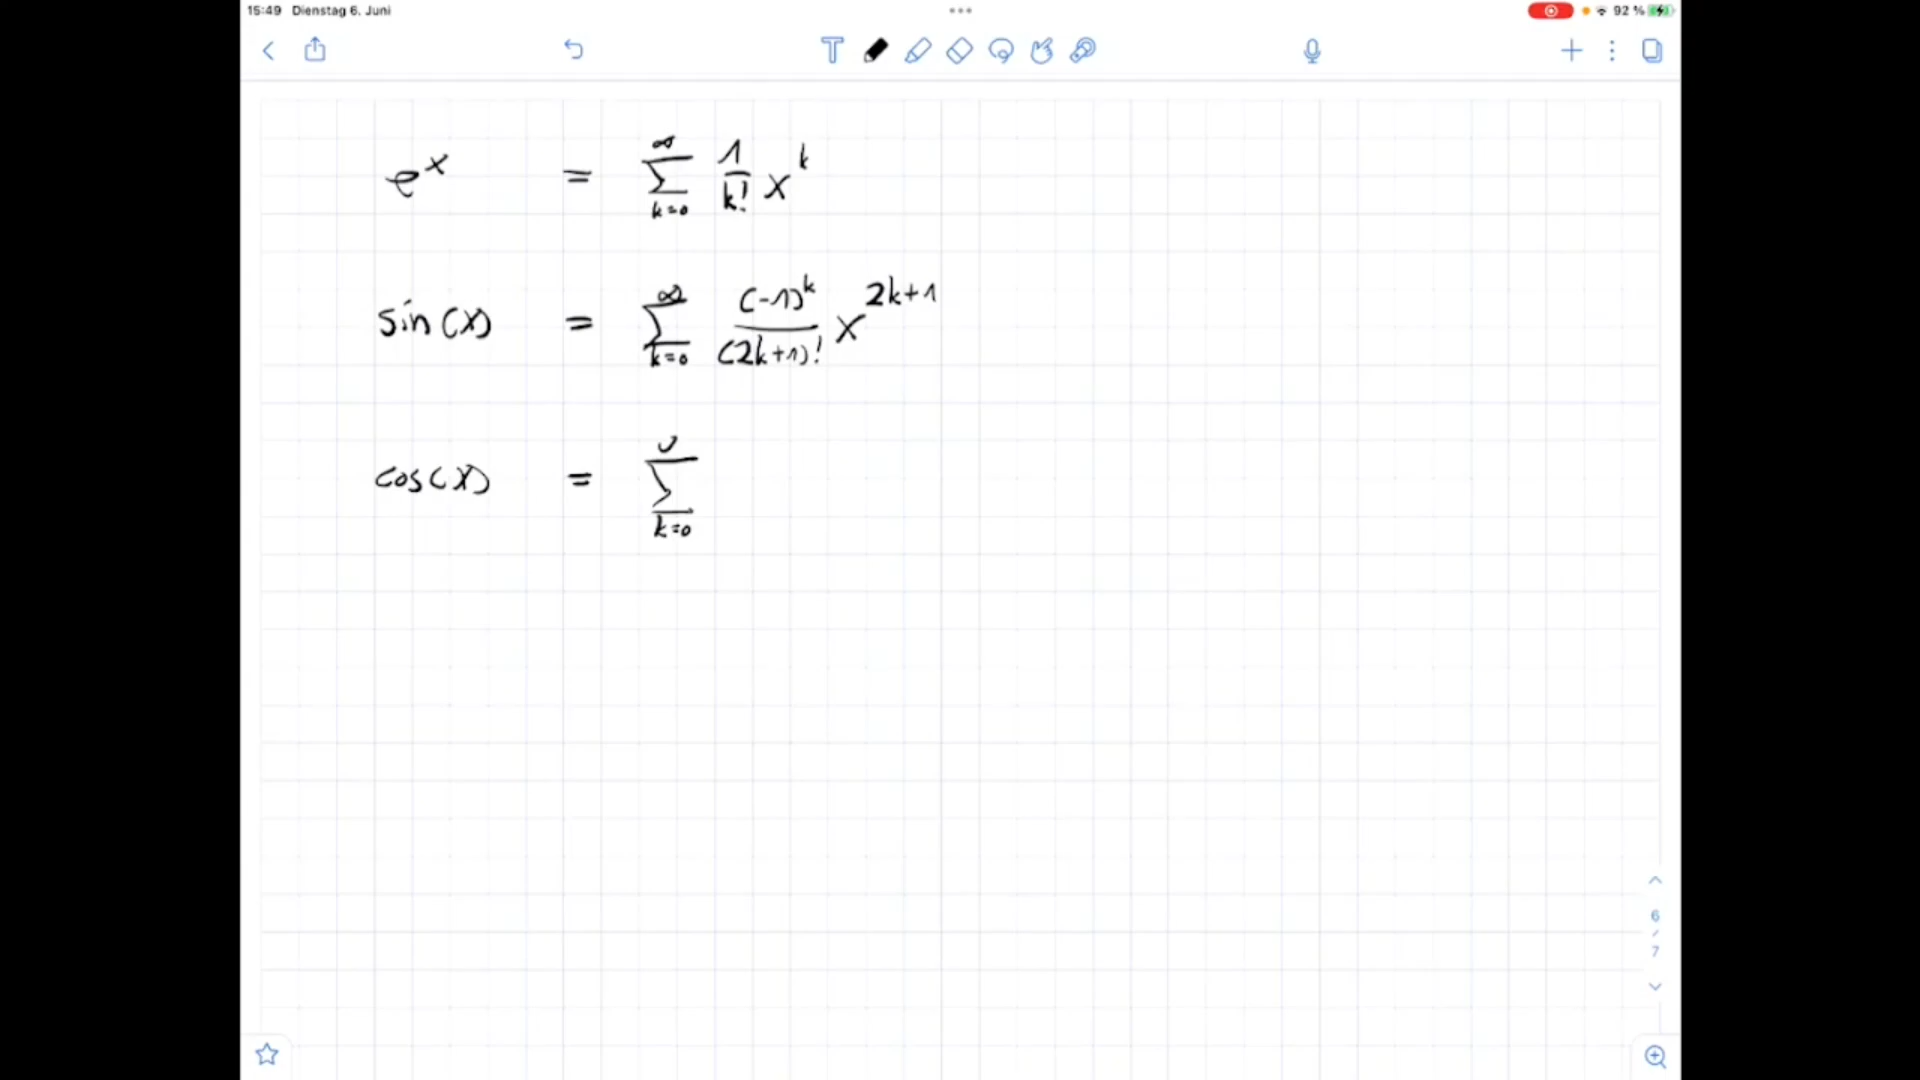 15:49 Dienstag 6. Juni 92 %
e^x = ∑_{k=0}^{∞} 1/k! x^k
sin(x) = ∑_{k=0}^{∞} (-1)^k/(2k+1)! x^{2k+1}
cos(x) = ∑_{k=0}
6
/
7